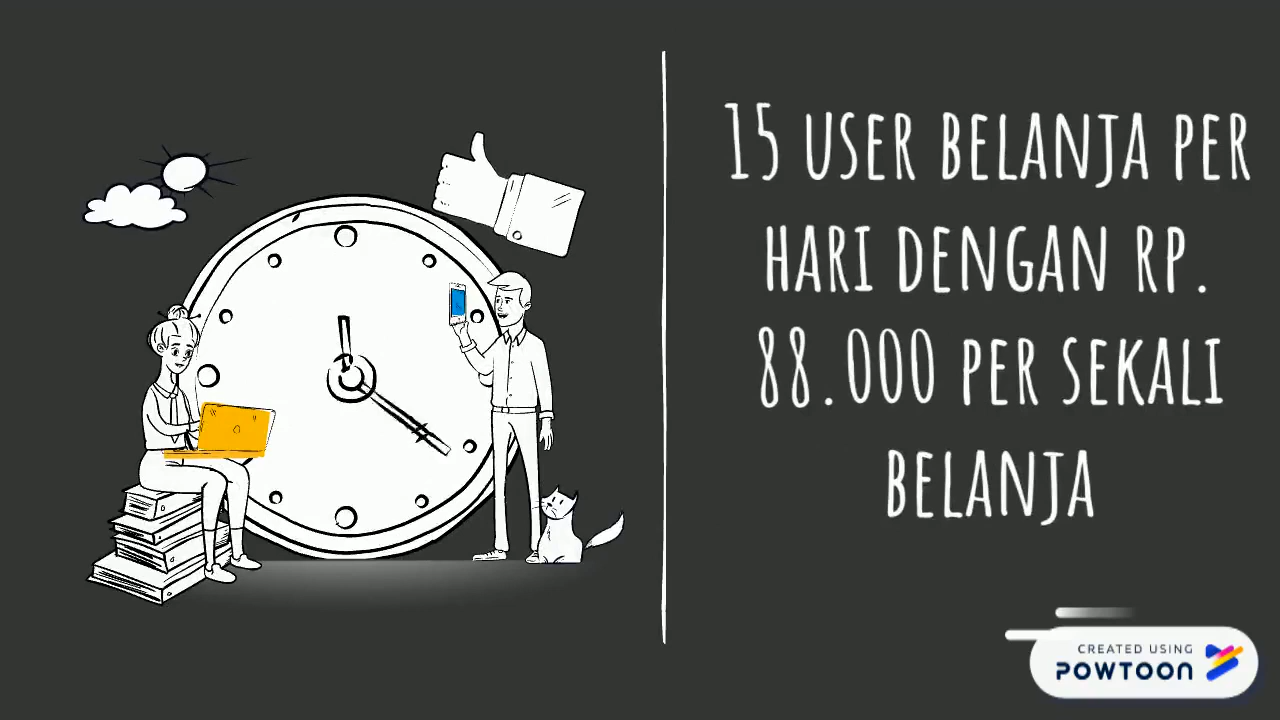 15 USER BELANJA PER
HARI DENGAN RP.
88.000 PER SEKALI
BELANJA
CREATED USING
POWTOON